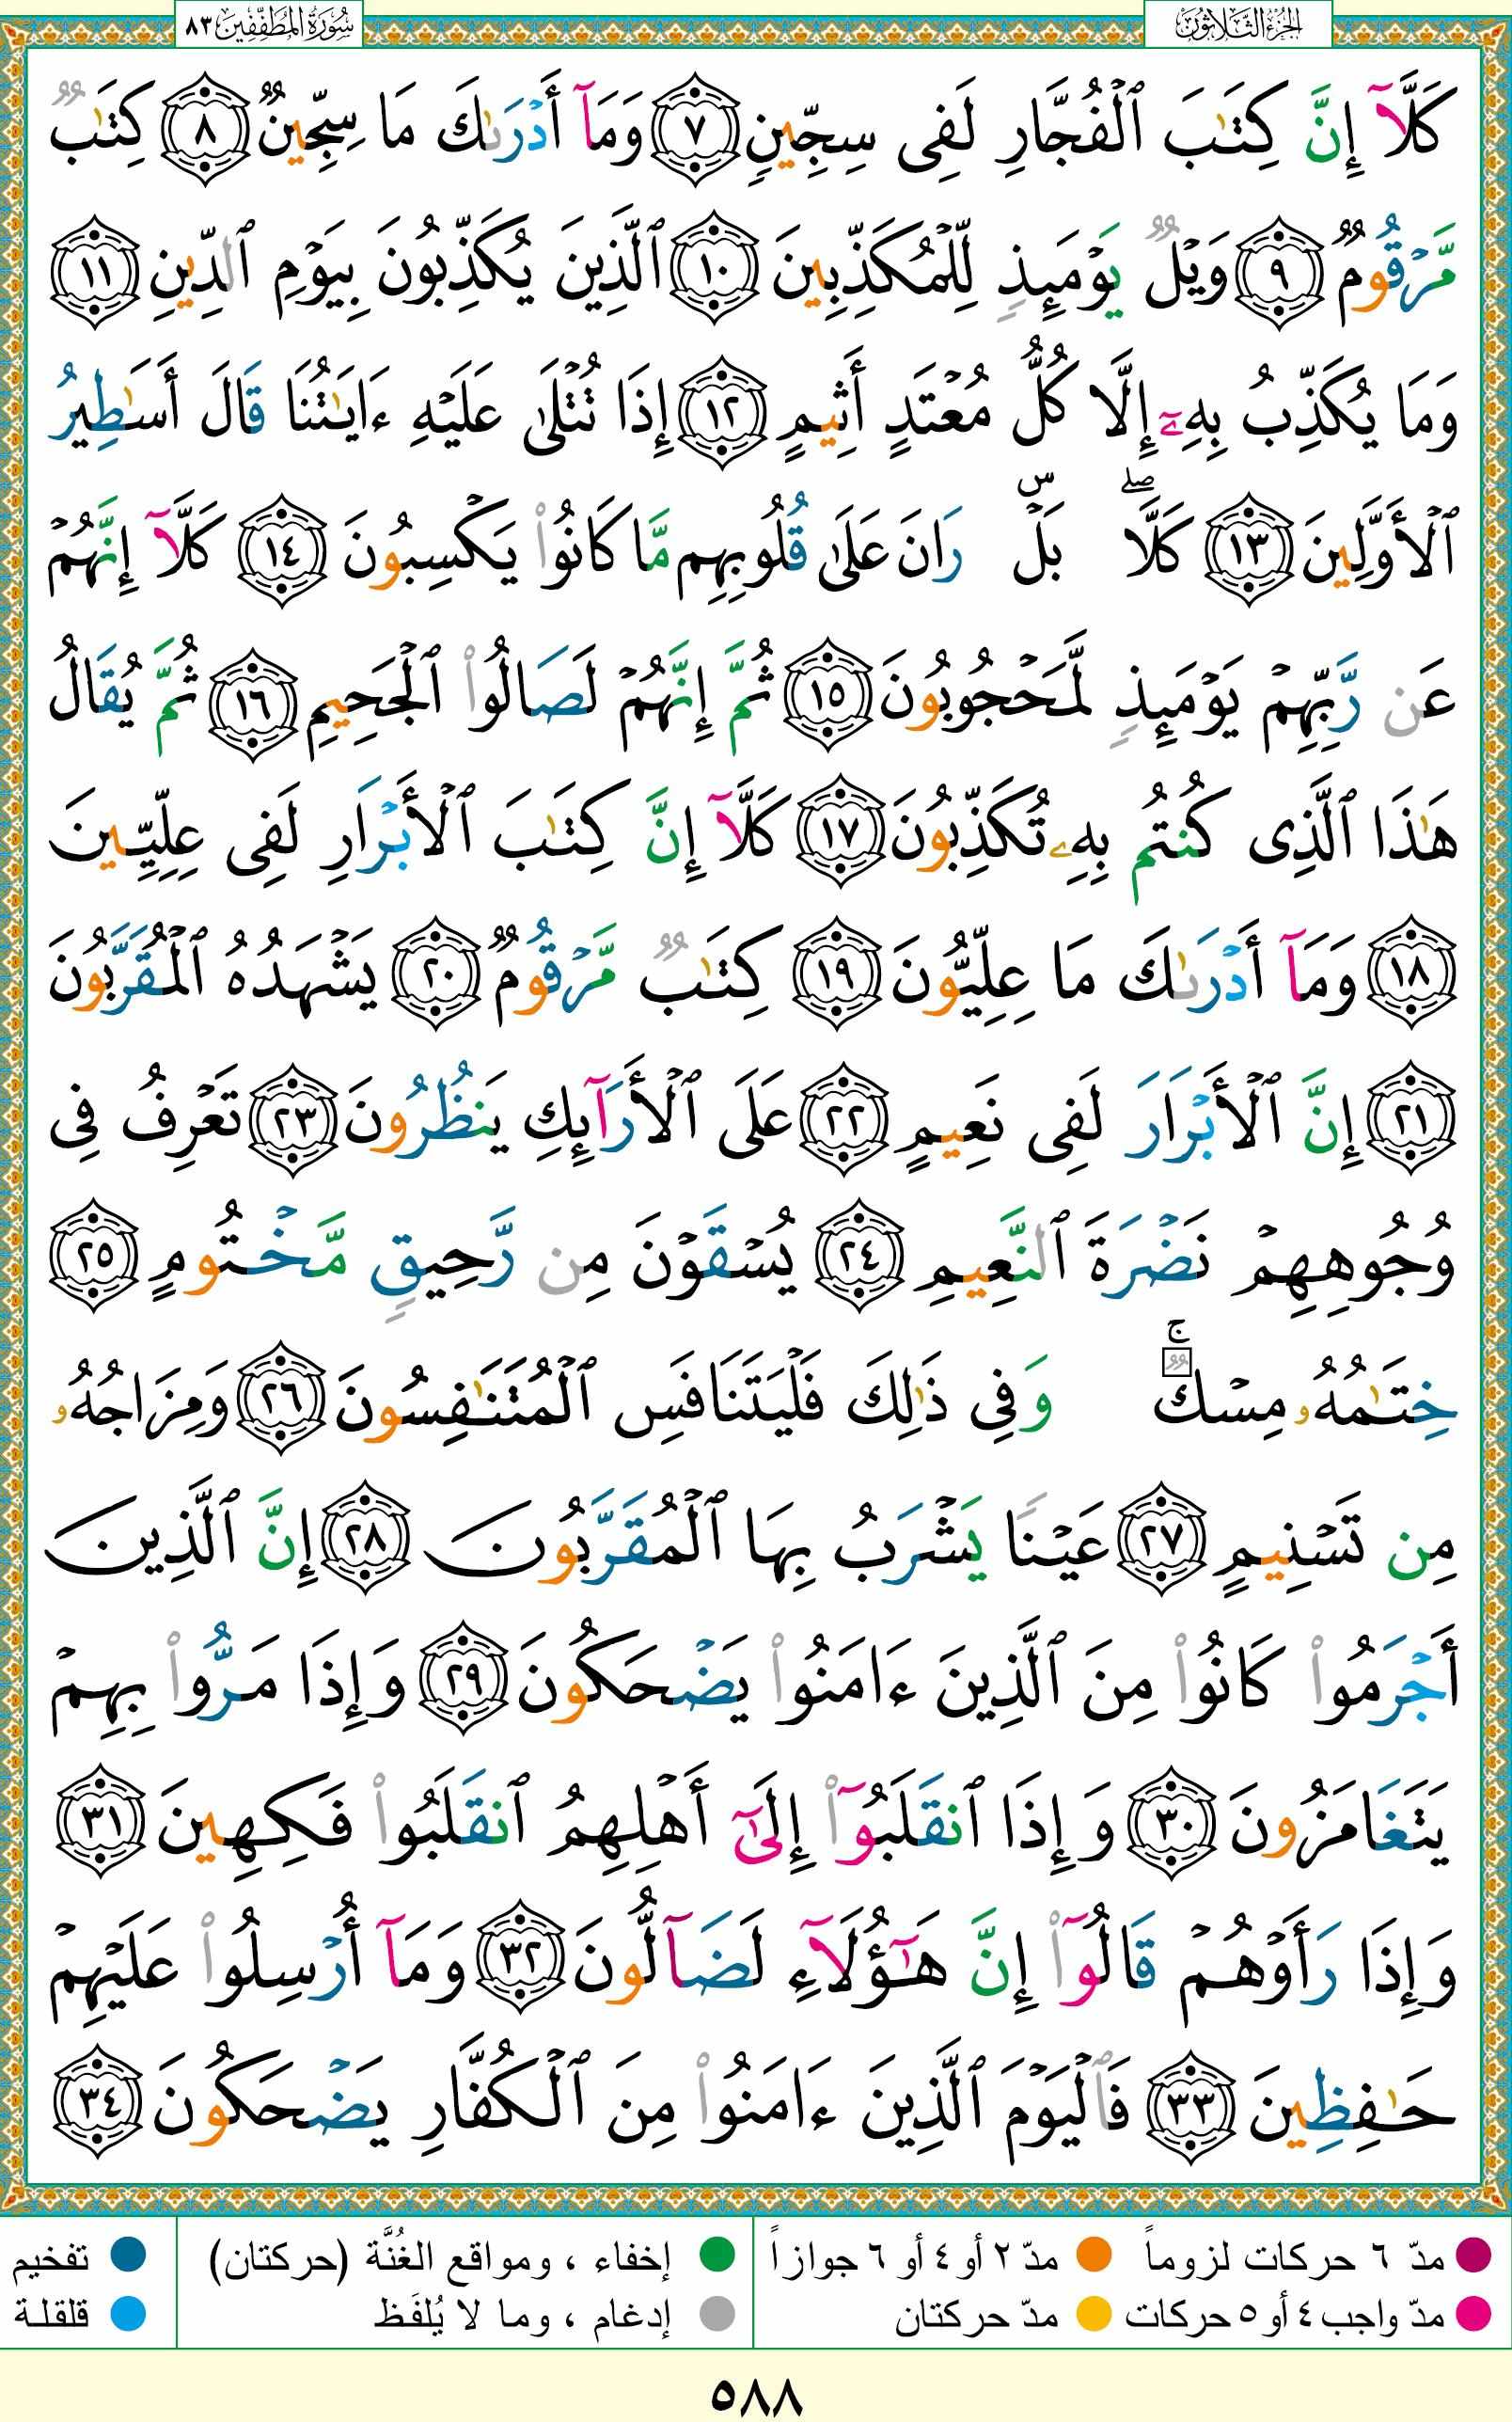 الجزء الثلاثون
سورة المطففين ٨٣
كَلَّآ إِنَّ كِتَـٰبَ ٱلۡفُجَّارِ لَفِى سِجِّينٍ ٧ وَمَآ أَدۡرَىٰكَ مَا سِجِّينٌ ٨ كِتَـٰبٌ
مَّرۡقُومٌ ٩ وَيۡلٌ يَوۡمَئِذٍ لِّلۡمُكَذِّبِينَ ١٠ ٱلَّذِينَ يُكَذِّبُونَ بِيَوۡمِ ٱلدِّينِ ١١
وَمَا يُكَذِّبُ بِهِۦٓ إِلَّا كُلُّ مُعۡتَدٍ أَثِيمٍ ١٢ إِذَا تُتۡلَىٰ عَلَيۡهِ ءَايَـٰتُنَا قَالَ أَسَـٰطِيرُ
ٱلۡأَوَّلِينَ ١٣ كَلَّاۖ بَلۡۜ رَانَ عَلَىٰ قُلُوبِهِم مَّا كَانُوا۟ يَكۡسِبُونَ ١٤ كَلَّآ إِنَّهُمۡ
عَن رَّبِّهِمۡ يَوۡمَئِذٍ لَّمَحۡجُوبُونَ ١٥ ثُمَّ إِنَّهُمۡ لَصَالُوا۟ ٱلۡجَحِيمِ ١٦ ثُمَّ يُقَالُ
هَـٰذَا ٱلَّذِى كُنتُم بِهِۦ تُكَذِّبُونَ ١٧ كَلَّآ إِنَّ كِتَـٰبَ ٱلۡأَبۡرَارِ لَفِى عِلِّيِّينَ
١٨ وَمَآ أَدۡرَىٰكَ مَا عِلِّيُّونَ ١٩ كِتَـٰبٌ مَّرۡقُومٌ ٢٠ يَشۡهَدُهُ ٱلۡمُقَرَّبُونَ
٢١ إِنَّ ٱلۡأَبۡرَارَ لَفِى نَعِيمٍ ٢٢ عَلَى ٱلۡأَرَآئِكِ يَنظُرُونَ ٢٣ تَعۡرِفُ فِى
وُجُوهِهِمۡ نَضۡرَةَ ٱلنَّعِيمِ ٢٤ يُسۡقَوۡنَ مِن رَّحِيقٍ مَّخۡتُومٍ ٢٥
خِتَـٰمُهُۥ مِسۡكٌۚ وَفِى ذَٰلِكَ فَلۡيَتَنَافَسِ ٱلۡمُتَنَـٰفِسُونَ ٢٦ وَمِزَاجُهُۥ
مِن تَسۡنِيمٍ ٢٧ عَيۡنًا يَشۡرَبُ بِهَا ٱلۡمُقَرَّبُونَ ٢٨ إِنَّ ٱلَّذِينَ
أَجۡرَمُوا۟ كَانُوا۟ مِنَ ٱلَّذِينَ ءَامَنُوا۟ يَضۡحَكُونَ ٢٩ وَإِذَا مَرُّوا۟ بِهِمۡ
يَتَغَامَزُونَ ٣٠ وَإِذَا ٱنقَلَبُوٓا۟ إِلَىٰٓ أَهۡلِهِمُ ٱنقَلَبُوا۟ فَكِهِينَ ٣١
وَإِذَا رَأَوۡهُمۡ قَالُوٓا۟ إِنَّ هَـٰٓؤُلَآءِ لَضَآلُّونَ ٣٢ وَمَآ أُرۡسِلُوا۟ عَلَيۡهِمۡ
حَـٰفِظِينَ ٣٣ فَٱلۡيَوۡمَ ٱلَّذِينَ ءَامَنُوا۟ مِنَ ٱلۡكُفَّارِ يَضۡحَكُونَ ٣٤
مدّ ٦ حركات لزوماً مدّ ٢ أو ٤ أو ٦ جوازاً إخفاء ، ومواقع الغُنَّة (حركتان) تفخيم
مدّ واجب ٤ أو ٥ حركات مدّ حركتان إدغام ، وما لا يُلفَظ قلقلة
٥٨٨